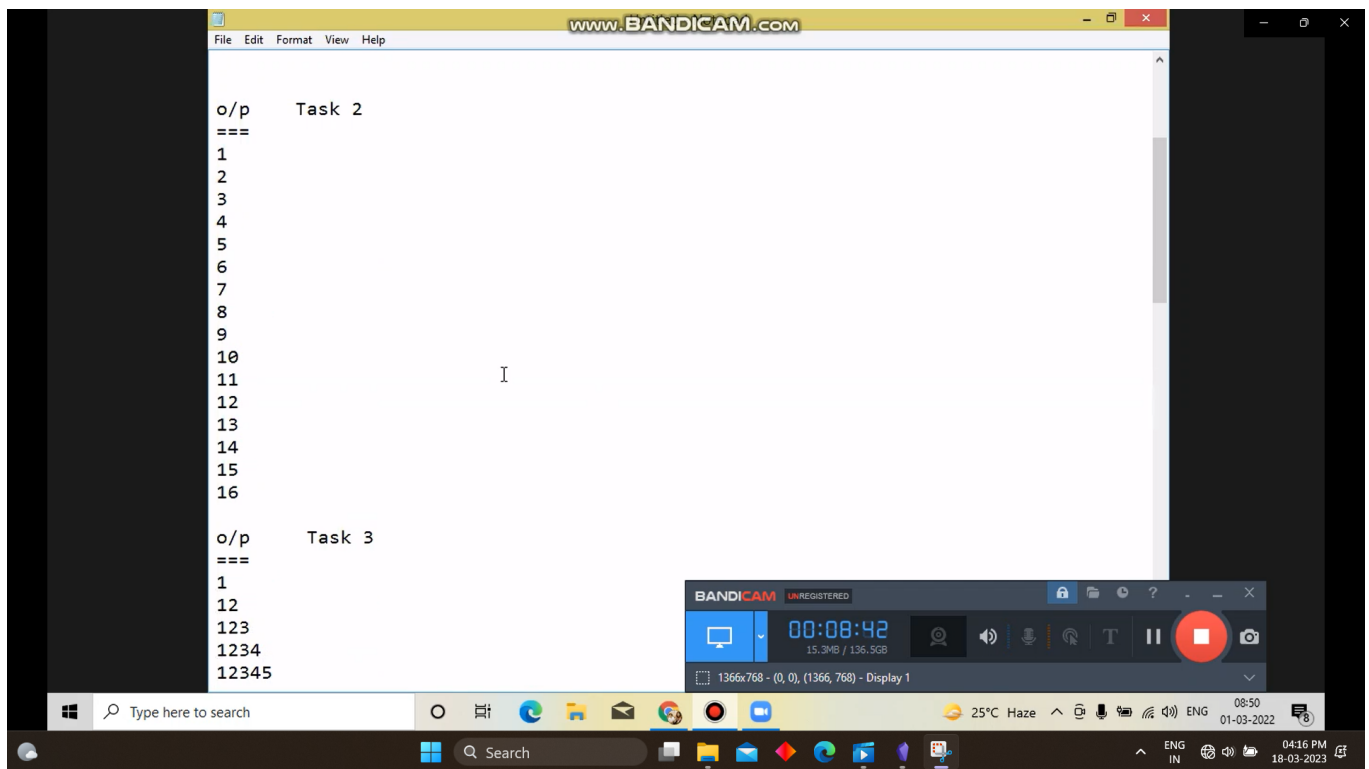 www.BANDICAM.com
File Edit Format View Help
o/p Task 2
===
1
2
3
4
5
6
7
8
9
10
11
12
13
14
15
16
o/p Task 3
===
1
12
123
1234
12345
BANDICAM UNREGISTERED
00:08:42
15.3MB / 136.5GB
1366x768 - (0, 0), (1366, 768) - Display 1
Type here to search
25°C Haze
ENG
08:50
01-03-2022
8
Search
ENG
IN
04:16 PM
18-03-2023